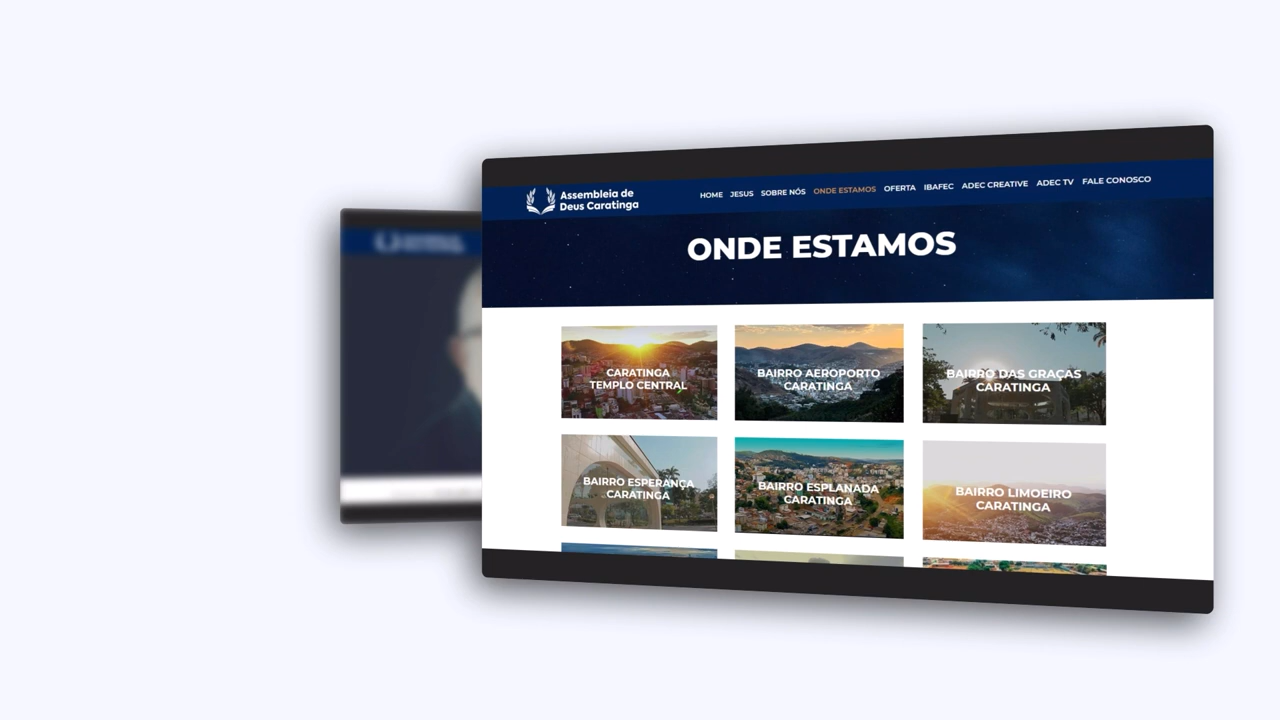 Assembleia de
Deus Caratinga
HOME JESUS SOBRE NÓS ONDE ESTAMOS OFERTA IBAFEC ADEC CREATIVE ADEC TV FALE CONOSCO
ONDE ESTAMOS
CARATINGA
TEMPLO CENTRAL
BAIRRO AEROPORTO
CARATINGA
BAIRRO DAS GRAÇAS
CARATINGA
BAIRRO ESPERANÇA
CARATINGA
BAIRRO ESPLANADA
CARATINGA
BAIRRO LIMOEIRO
CARATINGA